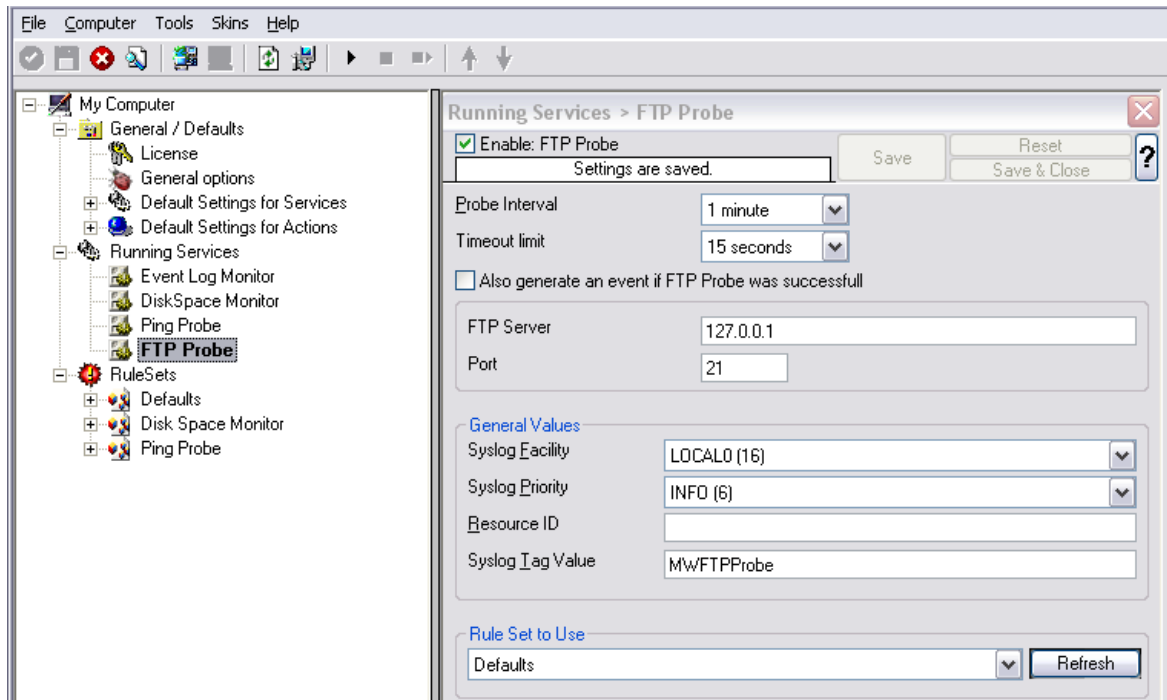 File Computer Tools Skins Help
My Computer
General / Defaults
License
General options
Default Settings for Services
Default Settings for Actions
Running Services
Event Log Monitor
DiskSpace Monitor
Ping Probe
FTP Probe
RuleSets
Defaults
Disk Space Monitor
Ping Probe
Running Services > FTP Probe
Enable: FTP Probe
Settings are saved.
Save
Reset
Save & Close
?
Probe Interval 1 minute
Timeout limit 15 seconds
Also generate an event if FTP Probe was successfull
FTP Server 127.0.0.1
Port 21
General Values
Syslog Facility LOCAL0 (16)
Syslog Priority INFO (6)
Resource ID
Syslog Tag Value MWFTPProbe
Rule Set to Use
Defaults Refresh